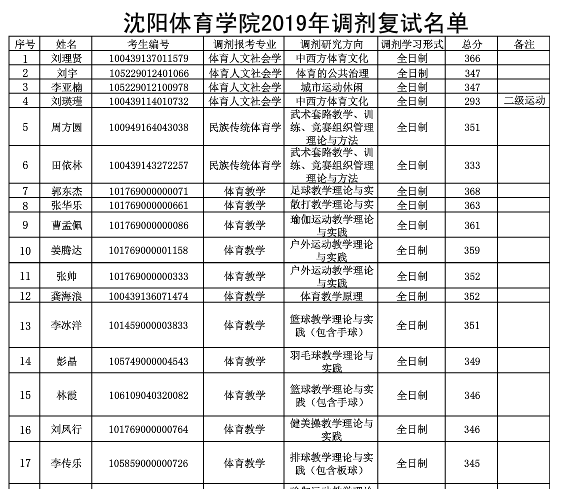 沈阳体育学院2019年调剂复试名单
序号 姓名 考生编号 调剂报考专业 调剂研究方向 调剂学习形式 总分 备注
1 刘理贤 100439137011579 体育人文社会学 中西方体育文化 全日制 366
2 刘宇 105229012401066 体育人文社会学 体育的公共治理 全日制 347
3 李亚楠 105229012100978 体育人文社会学 城市运动休闲 全日制 347
4 刘瑛瑾 100439114010732 体育人文社会学 中西方体育文化 全日制 293 二级运动
5 周方圆 100949164043038 民族传统体育学 武术套路教学、训
练、竞赛组织管理
理论与方法 全日制 351
6 田依林 100439143272257 民族传统体育学 武术套路教学、训
练、竞赛组织管理
理论与方法 全日制 333
7 郭东杰 101769000000071 体育教学 足球教学理论与实 全日制 368
8 张华乐 101769000000661 体育教学 散打教学理论与实 全日制 363
9 曹孟佩 101769000000086 体育教学 瑜伽运动教学理论
与实践 全日制 361
10 姜腾达 101769000001158 体育教学 户外运动教学理论
与实践 全日制 359
11 张帅 101769000000333 体育教学 户外运动教学理论
与实践 全日制 352
12 龚海浪 100439136071474 体育教学 体育教学原理 全日制 352
13 李冰洋 101459000003833 体育教学 篮球教学理论与实
践（包含手球） 全日制 351
14 彭晶 105749000004543 体育教学 羽毛球教学理论与
实践 全日制 349
15 林霞 106109040320082 体育教学 篮球教学理论与实
践（包含手球） 全日制 346
16 刘凤行 101769000000764 体育教学 健美操教学理论与
实践 全日制 346
17 李传乐 105859000000726 体育教学 排球教学理论与实
践（包含板球） 全日制 345